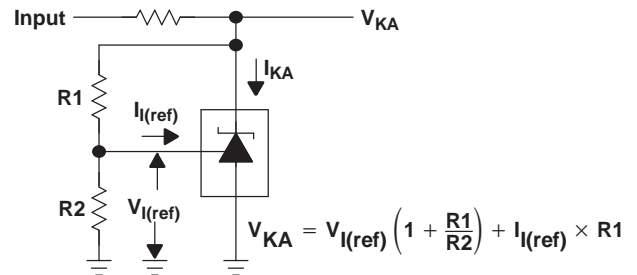 Input
V_KA
I_KA
R1
I_I(ref)
R2
V_I(ref)
V_KA = V_I(ref) (1 + R1/R2) + I_I(ref) × R1